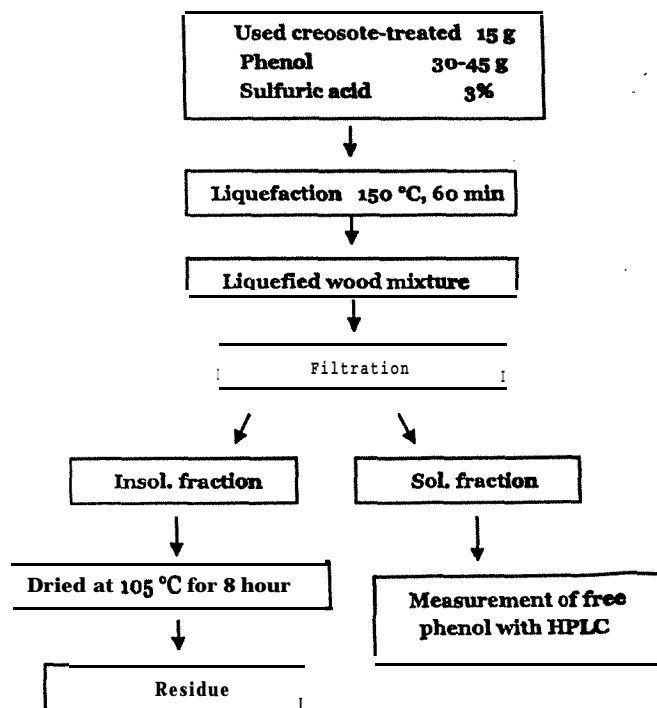 Used creosote-treated 15 g
Phenol 30-45 g
Sulfuric acid 3%
Liquefaction 150 °C, 60 min
Liquefied wood mixture
Filtration
Insol. fraction
Sol. fraction
Dried at 105 °C for 8 hour
Measurement of free
phenol with HPLC
Residue